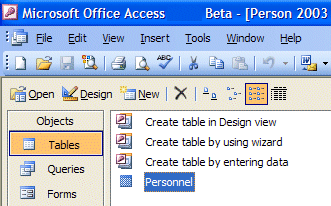 Microsoft Office Access Beta - [Person 2003
File Edit View Insert Tools Window Help
Open Design New
Objects
Tables
Queries
Forms
Create table in Design view
Create table by using wizard
Create table by entering data
Personnel